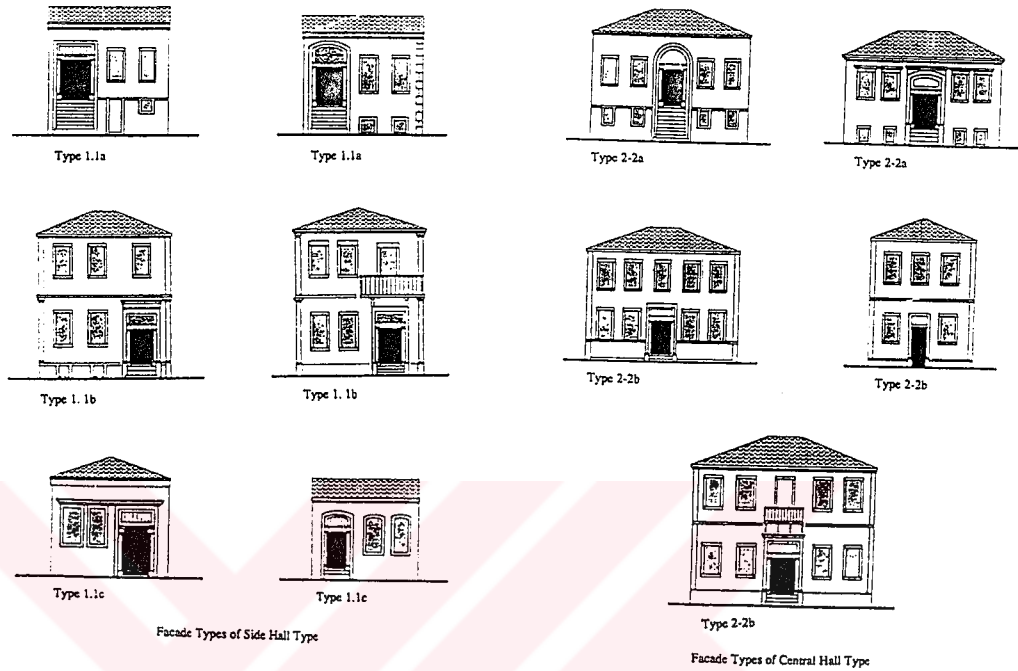 Type 1.1a
Type 1.1a
Type 2-2a
Type 2-2a
Type 1. 1b
Type 1. 1b
Type 2-2b
Type 2-2b
Type 1.1c
Type 1.1c
Type 2-2b
Facade Types of Side Hall Type
Facade Types of Central Hall Type